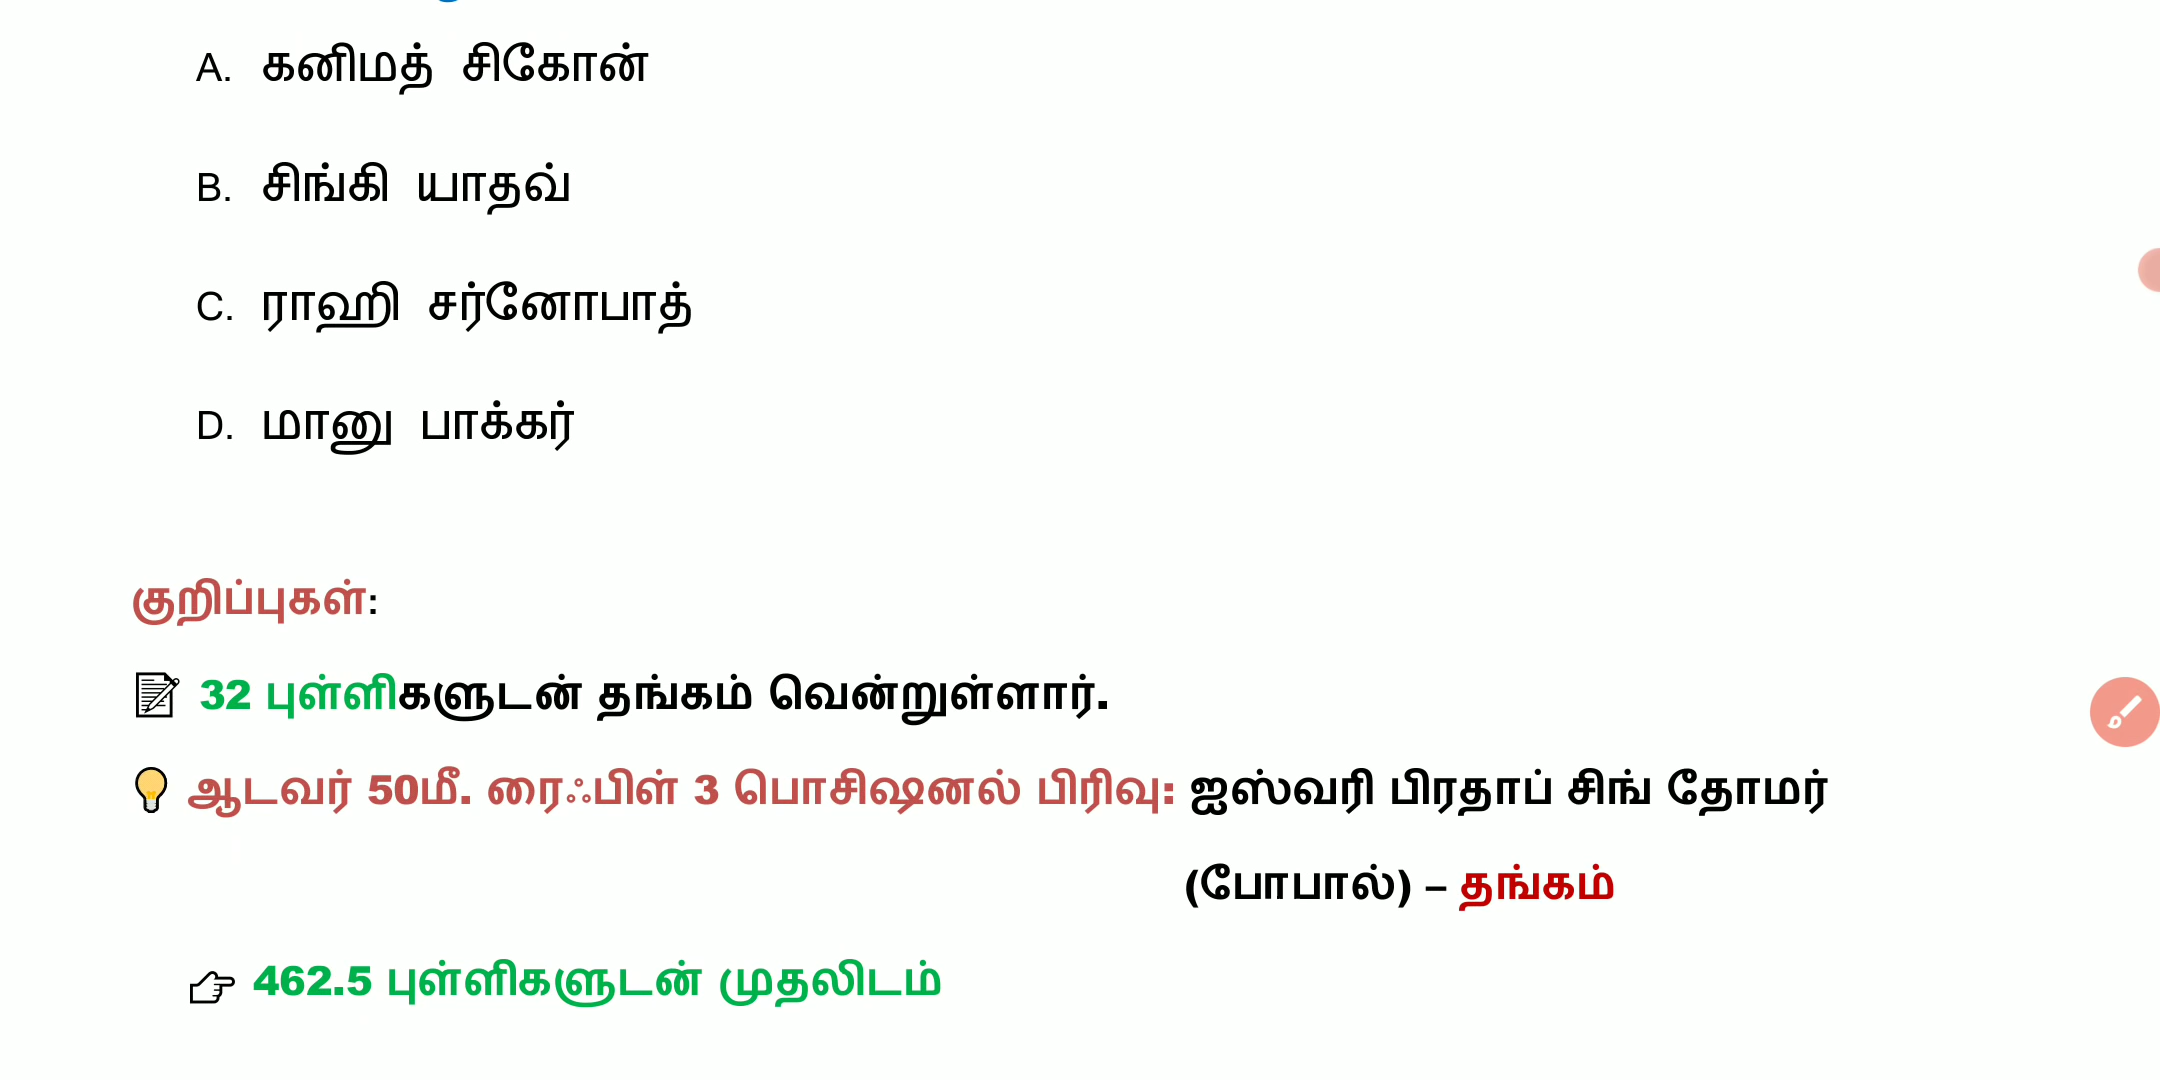 A. கனிமத் சிகோன்
B. சிங்கி யாதவ்
C. ராஹி சர்னோபாத்
D. மானு பாக்கர்
குறிப்புகள்:
32 புள்ளிகளுடன் தங்கம் வென்றுள்ளார்.
ஆடவர் 50மீ. ரைஃபிள் 3 பொசிஷனல் பிரிவு: ஐஸ்வரி பிரதாப் சிங் தோமர்
(போபால்) – தங்கம்
462.5 புள்ளிகளுடன் முதலிடம்